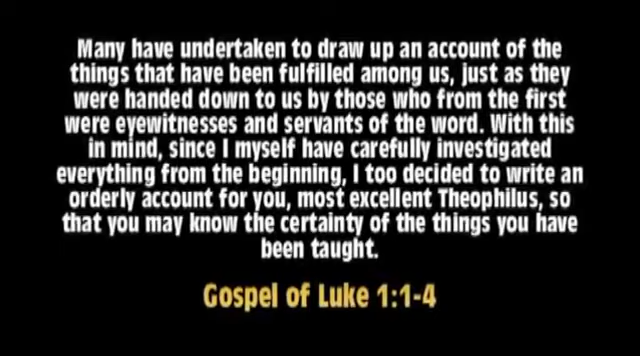 Many have undertaken to draw up an account of the
things that have been fulfilled among us, just as they
were handed down to us by those who from the first
were eyewitnesses and servants of the word. With this
in mind, since I myself have carefully investigated
everything from the beginning, I too decided to write an
orderly account for you, most excellent Theophilus, so
that you may know the certainty of the things you have
been taught.
Gospel of Luke 1:1-4